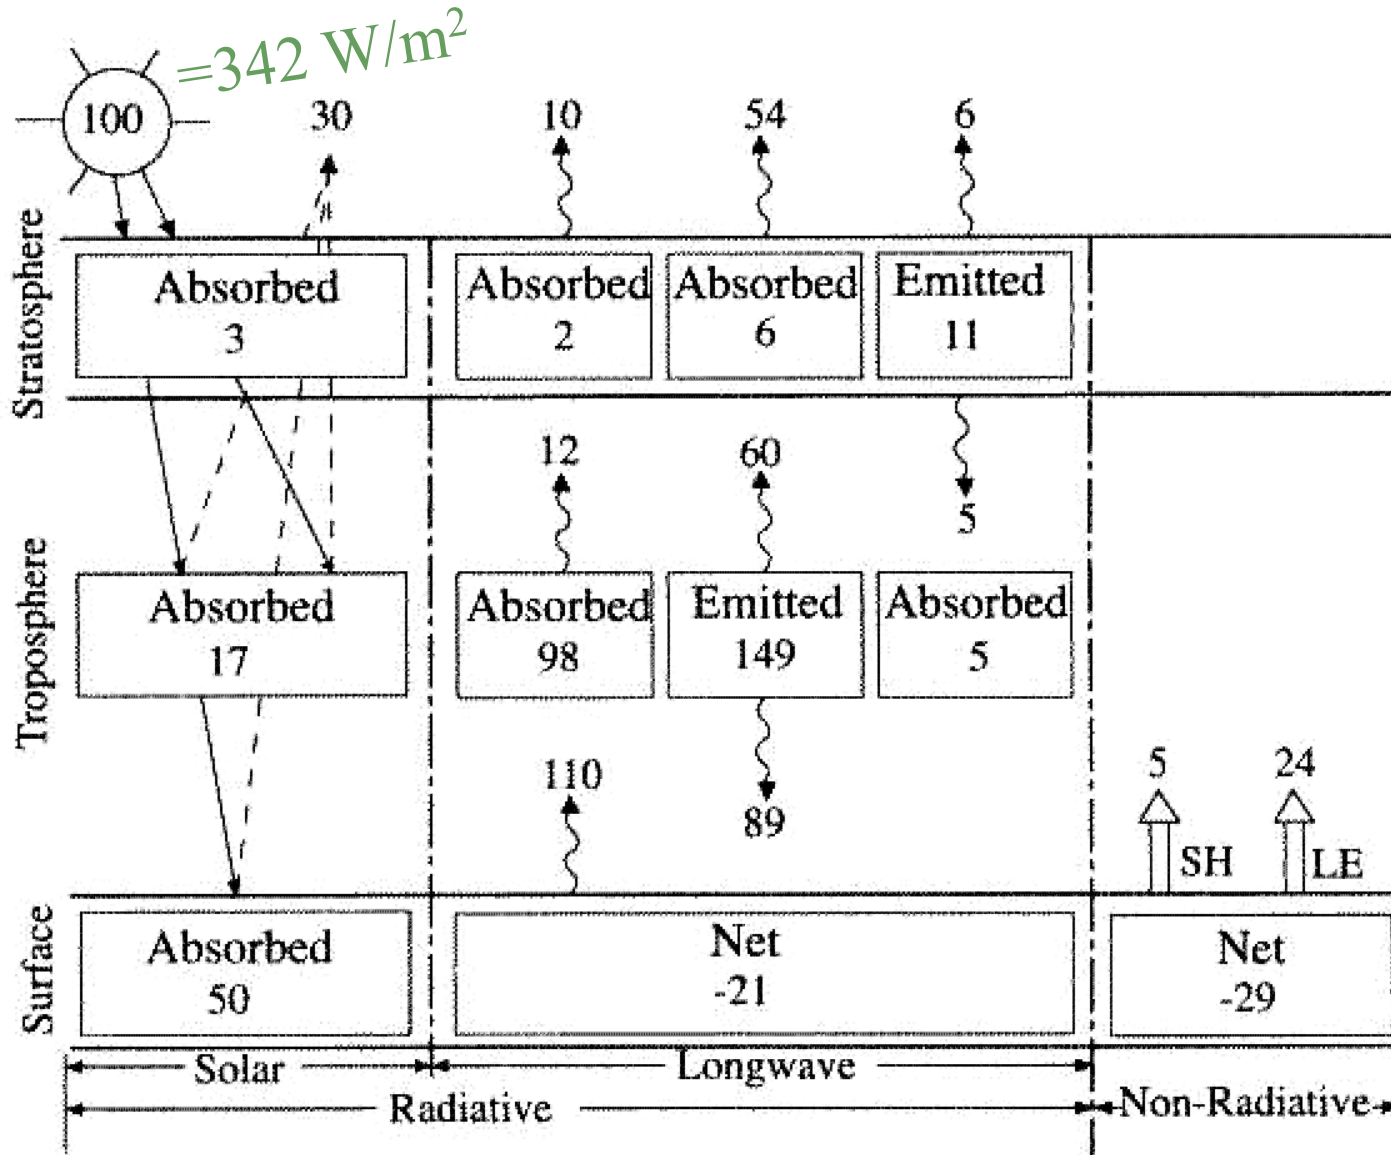 =342 W/m²
100
30
10
54
6
Stratosphere
Absorbed
3
Absorbed
2
Absorbed
6
Emitted
11
12
60
5
Troposphere
Absorbed
17
Absorbed
98
Emitted
149
Absorbed
5
110
89
5
24
SH
LE
Surface
Absorbed
50
Net
-21
Net
-29
Solar
Longwave
Radiative
Non-Radiative